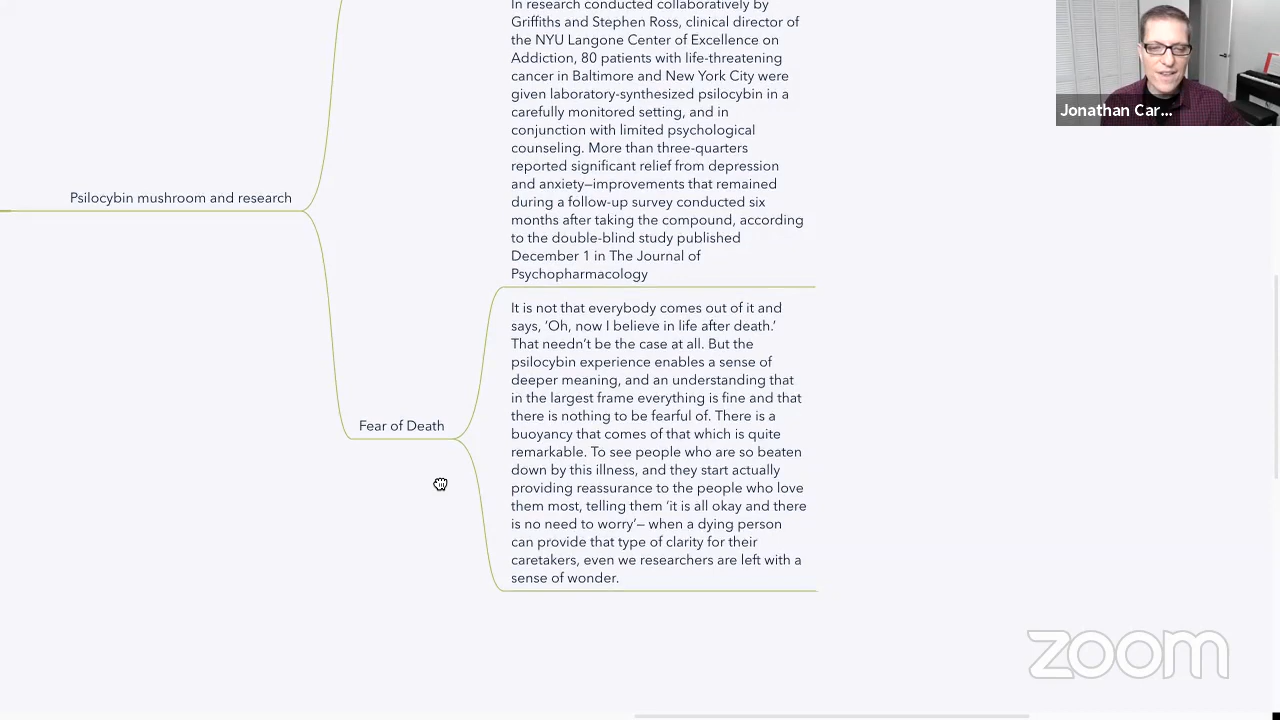 In research conducted collaboratively by
Griffiths and Stephen Ross, clinical director of
the NYU Langone Center of Excellence on
Addiction, 80 patients with life-threatening
cancer in Baltimore and New York City were
given laboratory-synthesized psilocybin in a
carefully monitored setting, and in
conjunction with limited psychological
counseling. More than three-quarters
reported significant relief from depression
and anxiety—improvements that remained
during a follow-up survey conducted six
months after taking the compound, according
to the double-blind study published
December 1 in The Journal of
Psychopharmacology
Jonathan Car...
Psilocybin mushroom and research
Fear of Death
It is not that everybody comes out of it and
says, ‘Oh, now I believe in life after death.’
That needn’t be the case at all. But the
psilocybin experience enables a sense of
deeper meaning, and an understanding that
in the largest frame everything is fine and that
there is nothing to be fearful of. There is a
buoyancy that comes of that which is quite
remarkable. To see people who are so beaten
down by this illness, and they start actually
providing reassurance to the people who love
them most, telling them ‘it is all okay and there
is no need to worry’— when a dying person
can provide that type of clarity for their
caretakers, even we researchers are left with a
sense of wonder.
zoom